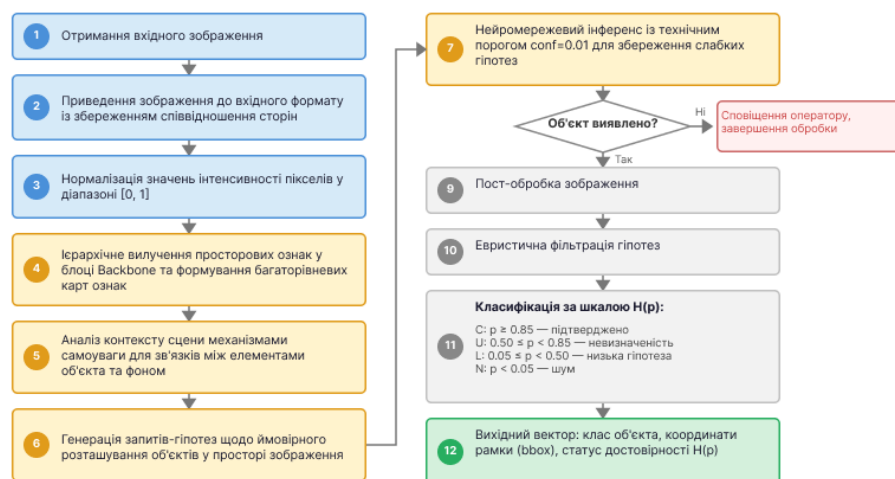 1
Отримання вхідного зображення
2
Приведення зображення до вхідного формату
із збереженням співвідношення сторін
3
Нормалізація значень інтенсивності пікселів у
діапазоні [0, 1]
4
Ієрархічне вилучення просторових ознак у
блоці Backbone та формування багаторівневих
карт ознак
5
Аналіз контексту сцени механізмами
самоуваги для зв'язків між елементами
об'єкта та фоном
6
Генерація запитів-гіпотез щодо ймовірного
розташування об'єктів у просторі зображення
7
Нейромережевий інференс із технічним
порогом conf=0.01 для збереження слабких
гіпотез
Об'єкт виявлено?
Ні
Сповіщення оператору,
завершення обробки
Так
9
Пост-обробка зображення
10
Евристична фільтрація гіпотез
11
Класифікація за шкалою H(p):
C: p ≥ 0.85 — підтверджено
U: 0.50 ≤ p < 0.85 — невизначеність
L: 0.05 ≤ p < 0.50 — низька гіпотеза
N: p < 0.05 — шум
12
Вихідний вектор: клас об'єкта, координати
рамки (bbox), статус достовірності H(p)